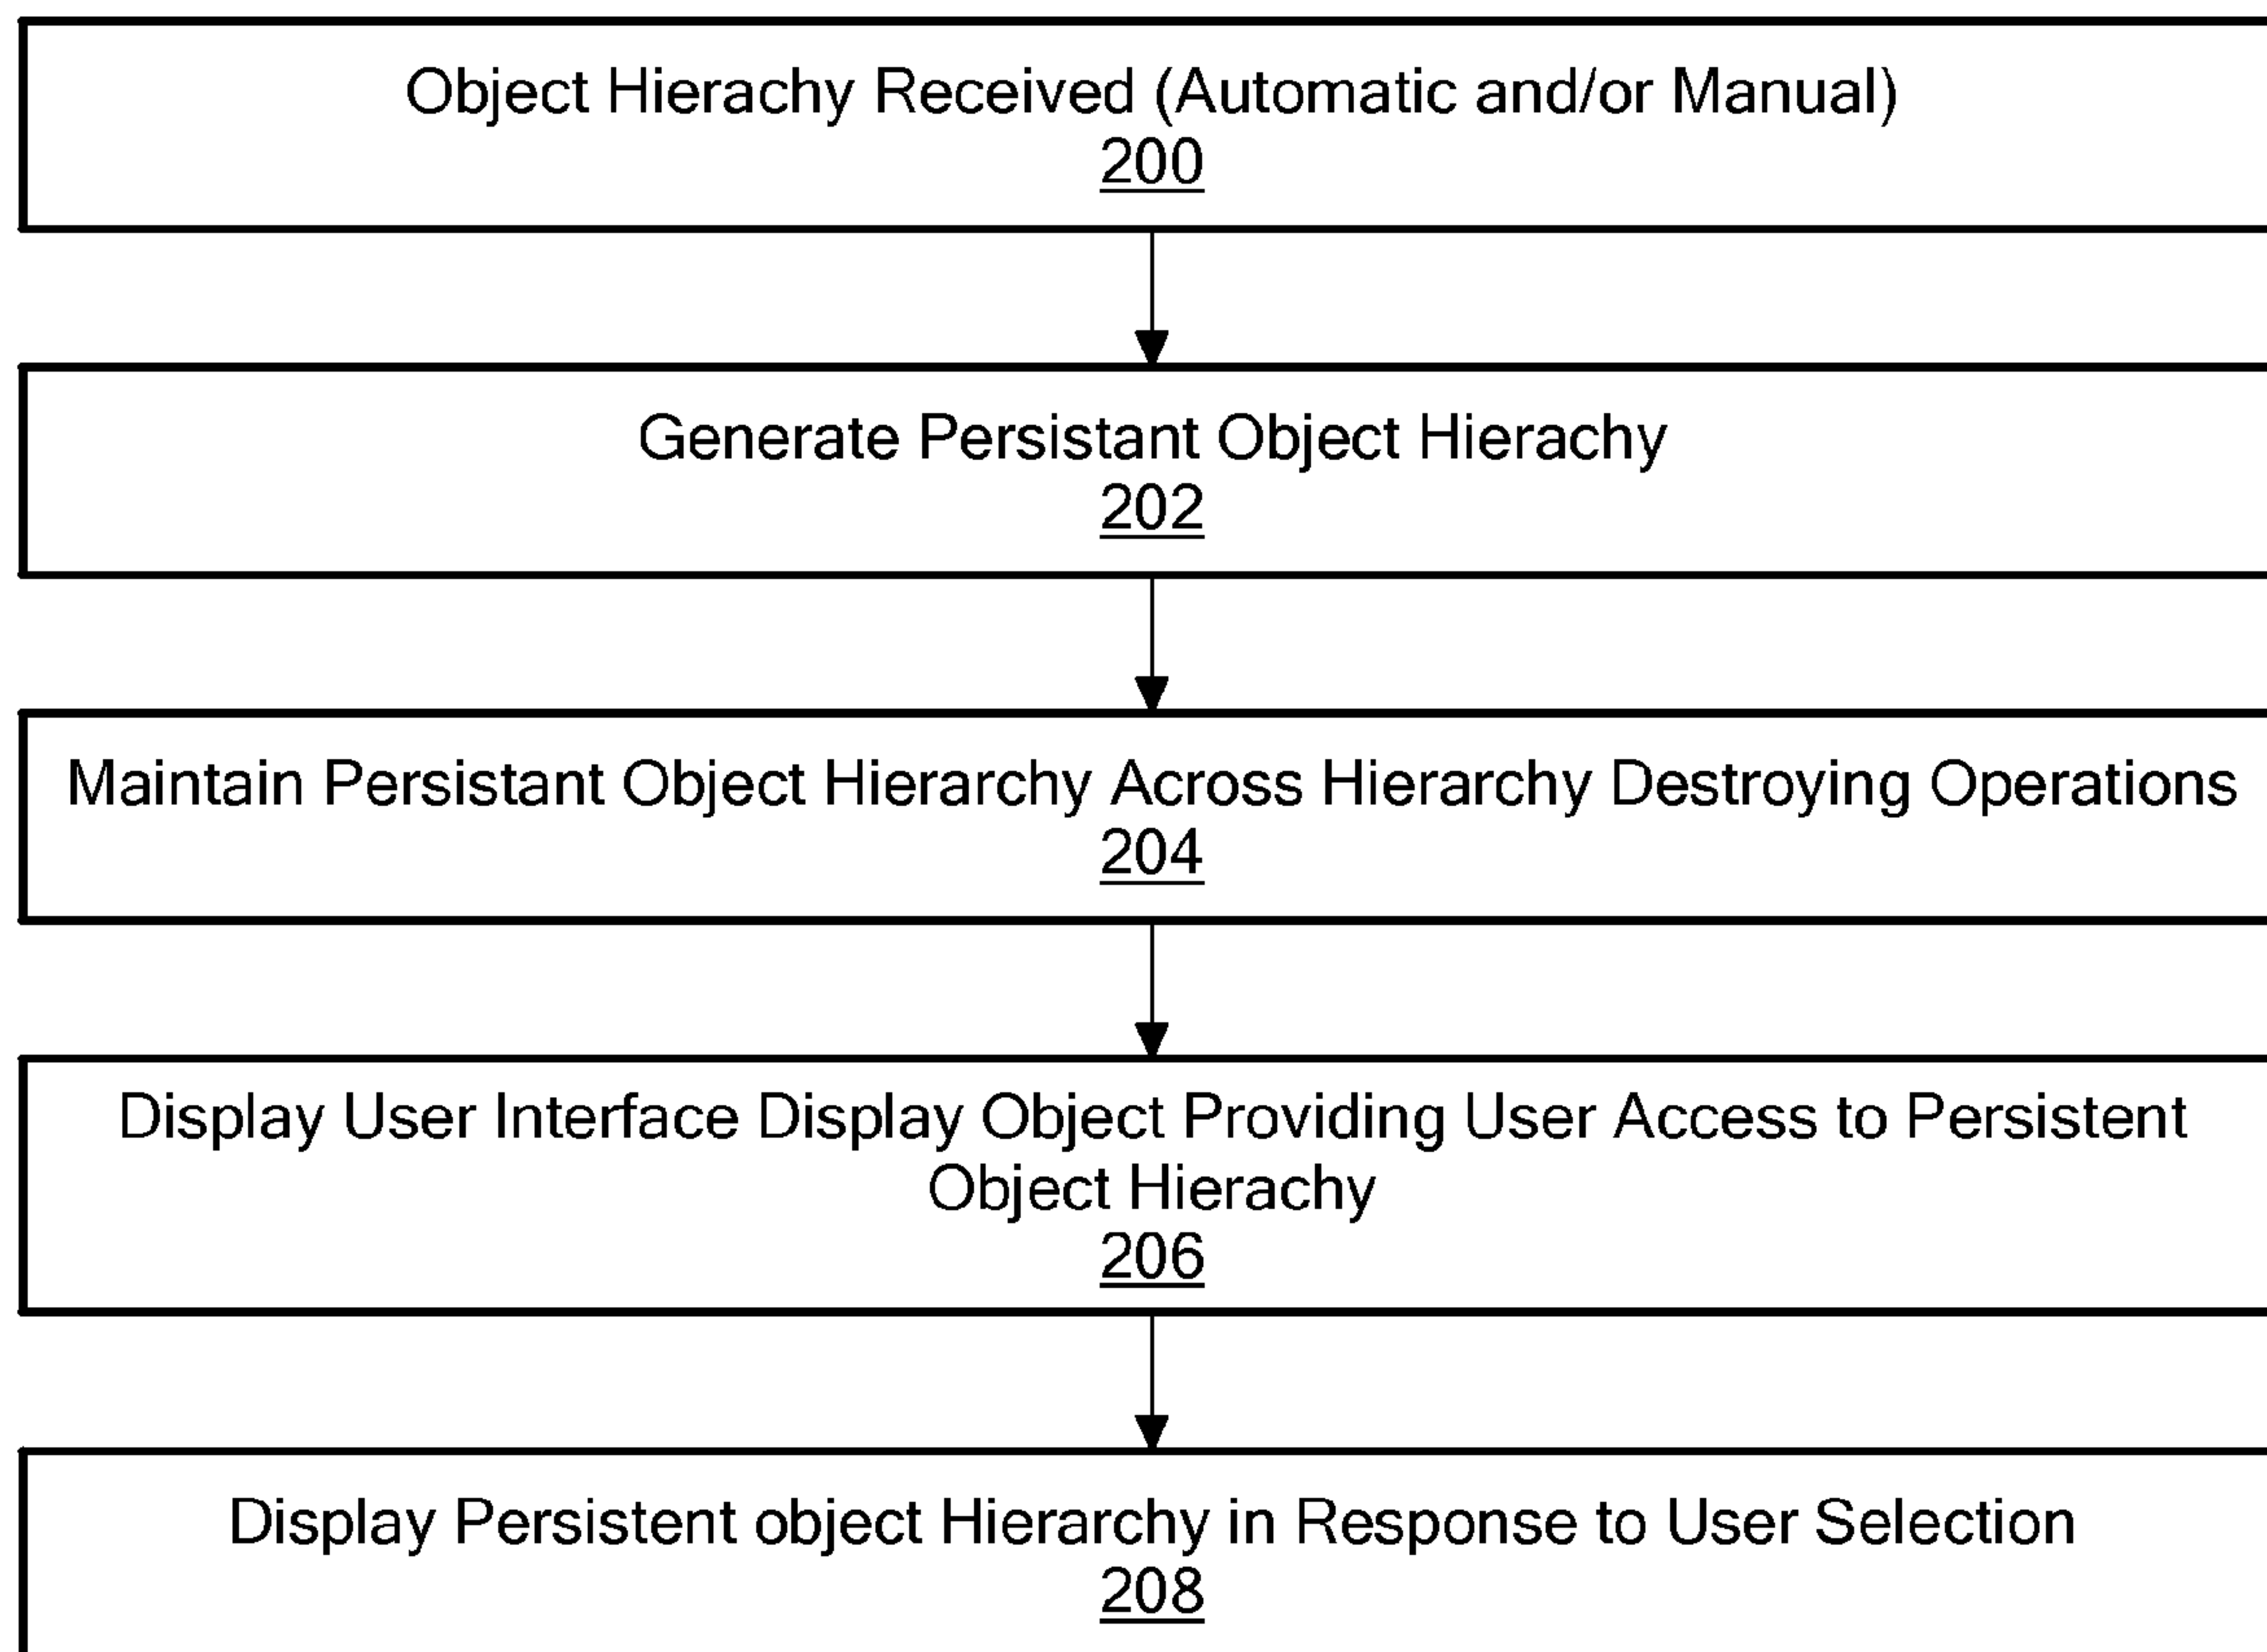 Object Hierachy Received (Automatic and/or Manual)
200
Generate Persistant Object Hierachy
202
Maintain Persistant Object Hierarchy Across Hierarchy Destroying Operations
204
Display User Interface Display Object Providing User Access to Persistent
Object Hierachy
206
Display Persistent object Hierarchy in Response to User Selection
208